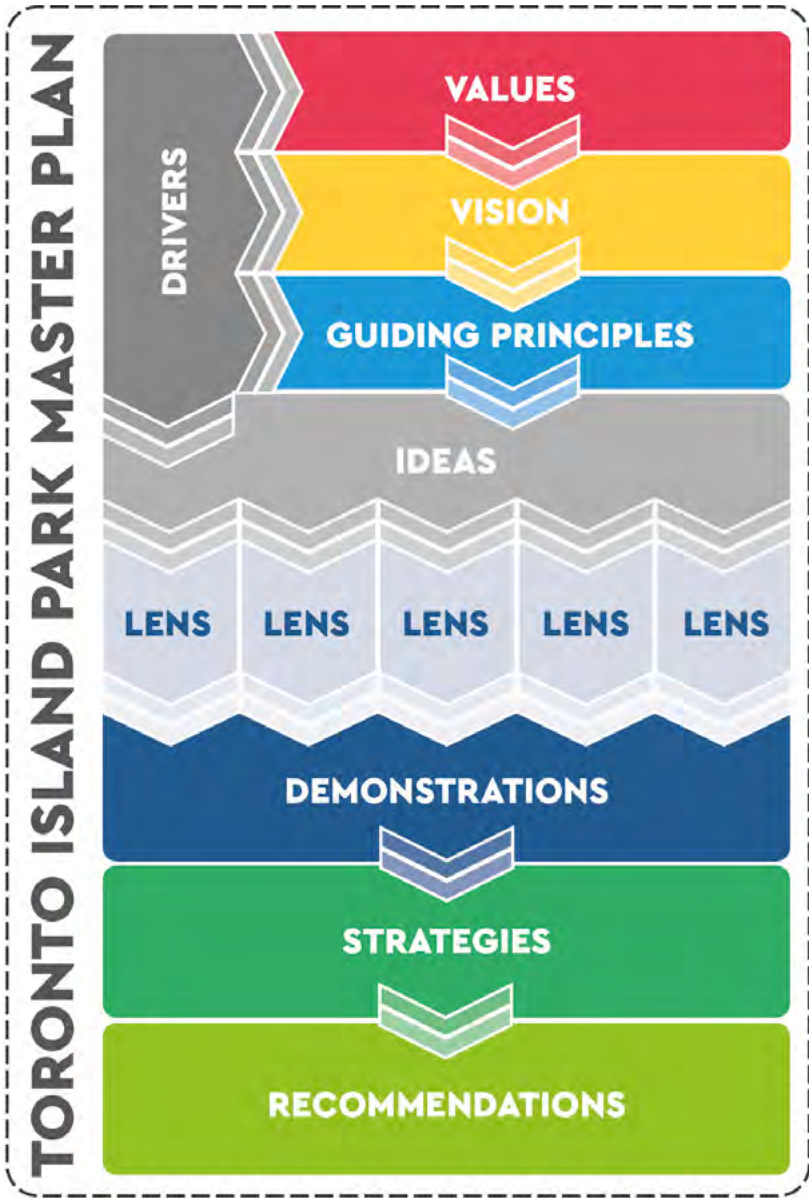 TORONTO ISLAND PARK MASTER PLAN
DRIVERS
VALUES
VISION
GUIDING PRINCIPLES
IDEAS
LENS LENS LENS LENS LENS
DEMONSTRATIONS
STRATEGIES
RECOMMENDATIONS